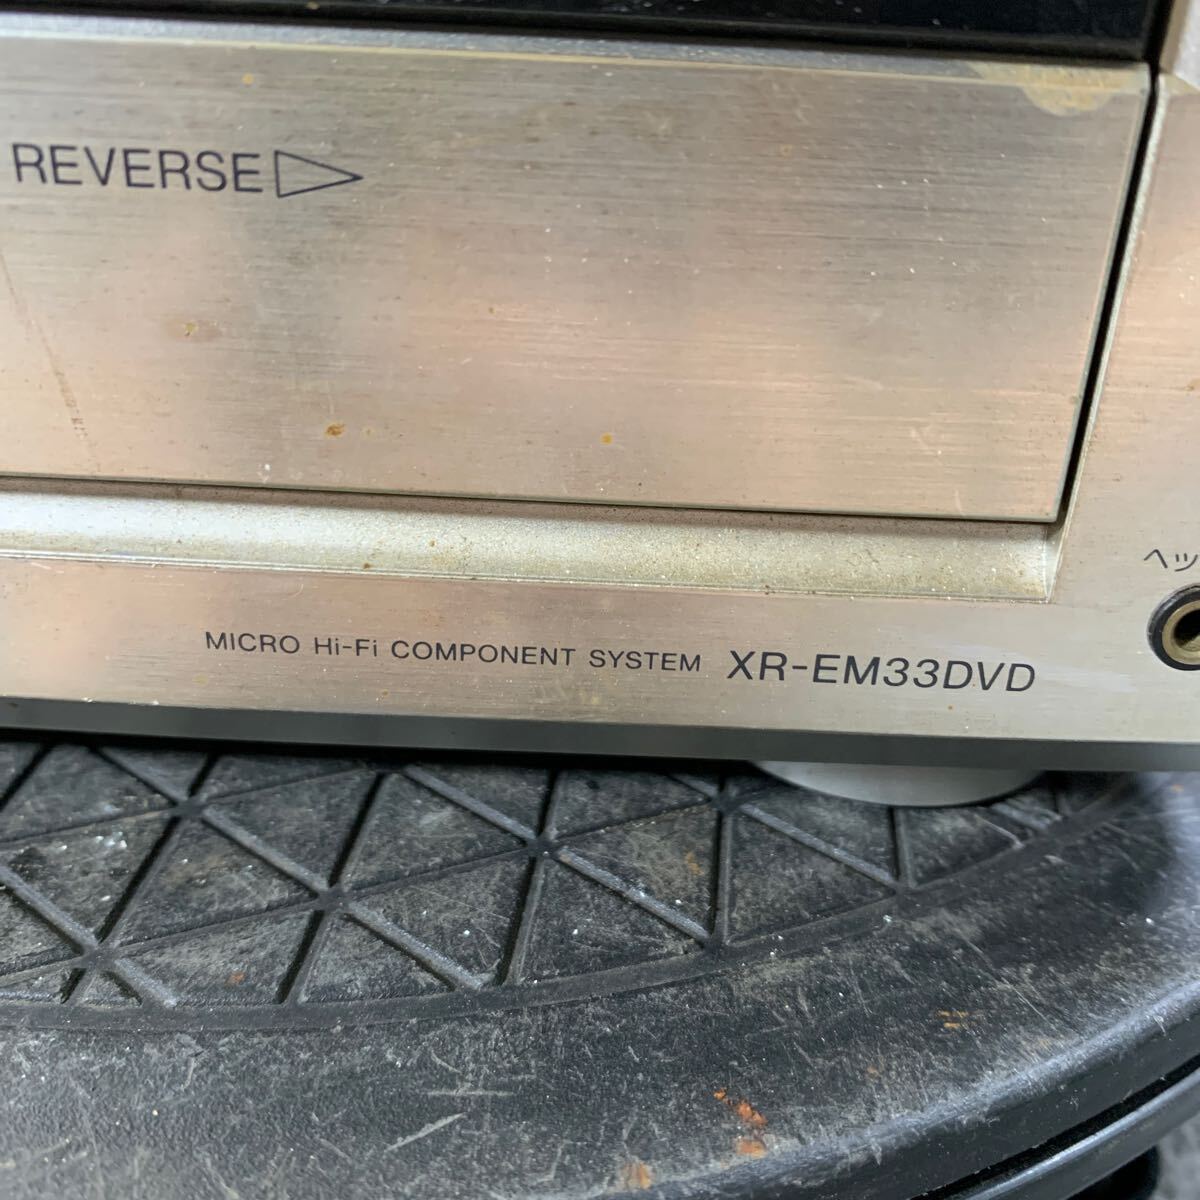 REVERSE
ヘッ
MICRO Hi-Fi COMPONENT SYSTEM XR-EM33DVD